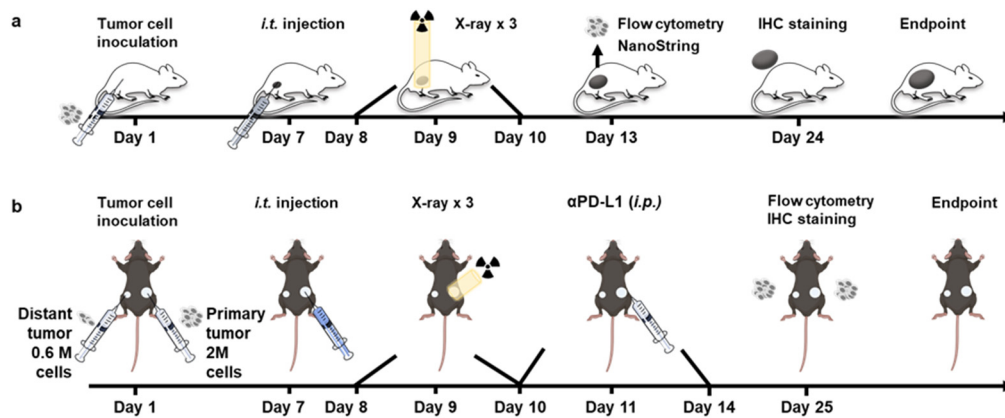 a
Tumor cell
inoculation
i.t. injection
X-ray x 3
Flow cytometry
NanoString
IHC staining
Endpoint
Day 1
Day 7
Day 8
Day 9
Day 10
Day 13
Day 24
b
Tumor cell
inoculation
i.t. injection
X-ray x 3
αPD-L1 (i.p.)
Flow cytometry
IHC staining
Endpoint
Distant
tumor
0.6 M
cells
Primary
tumor
2M
cells
Day 1
Day 7
Day 8
Day 9
Day 10
Day 11
Day 14
Day 25